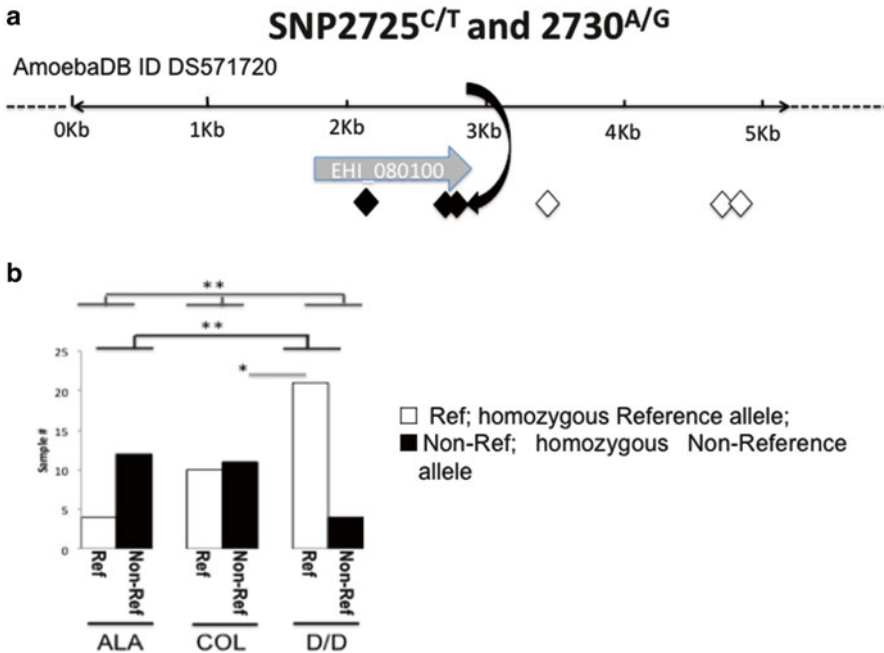 a
SNP2725C/T and 2730A/G
AmoebaDB ID DS571720
0Kb 1Kb 2Kb 3Kb 4Kb 5Kb
EHI_080100
b
**
**
*
25
20
15
10
5
0
Sample #
Ref Non-Ref Ref Non-Ref Ref Non-Ref
ALA COL D/D
Ref; homozygous Reference allele;
Non-Ref; homozygous Non-Reference
allele